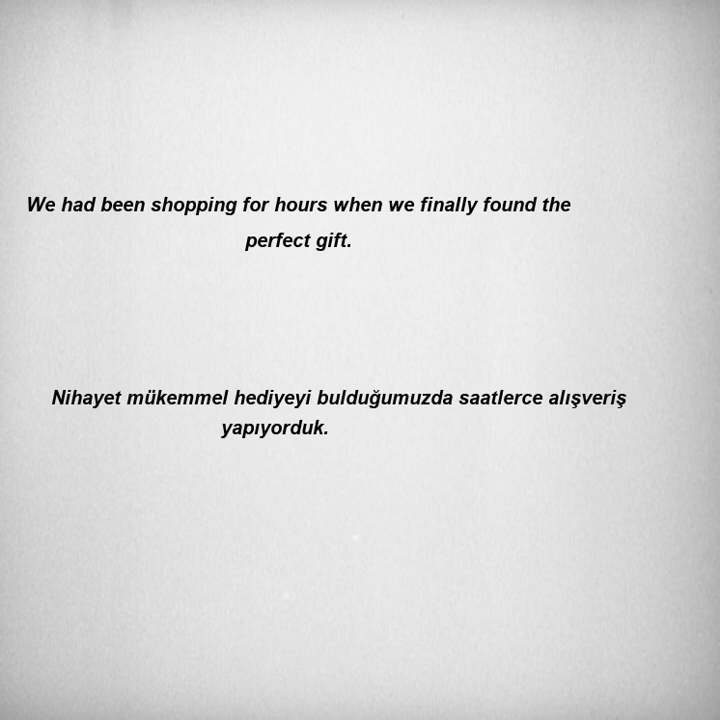 We had been shopping for hours when we finally found the
perfect gift.
Nihayet mükemmel hediyeyi bulduğumuzda saatlerce alışveriş
yapıyorduk.